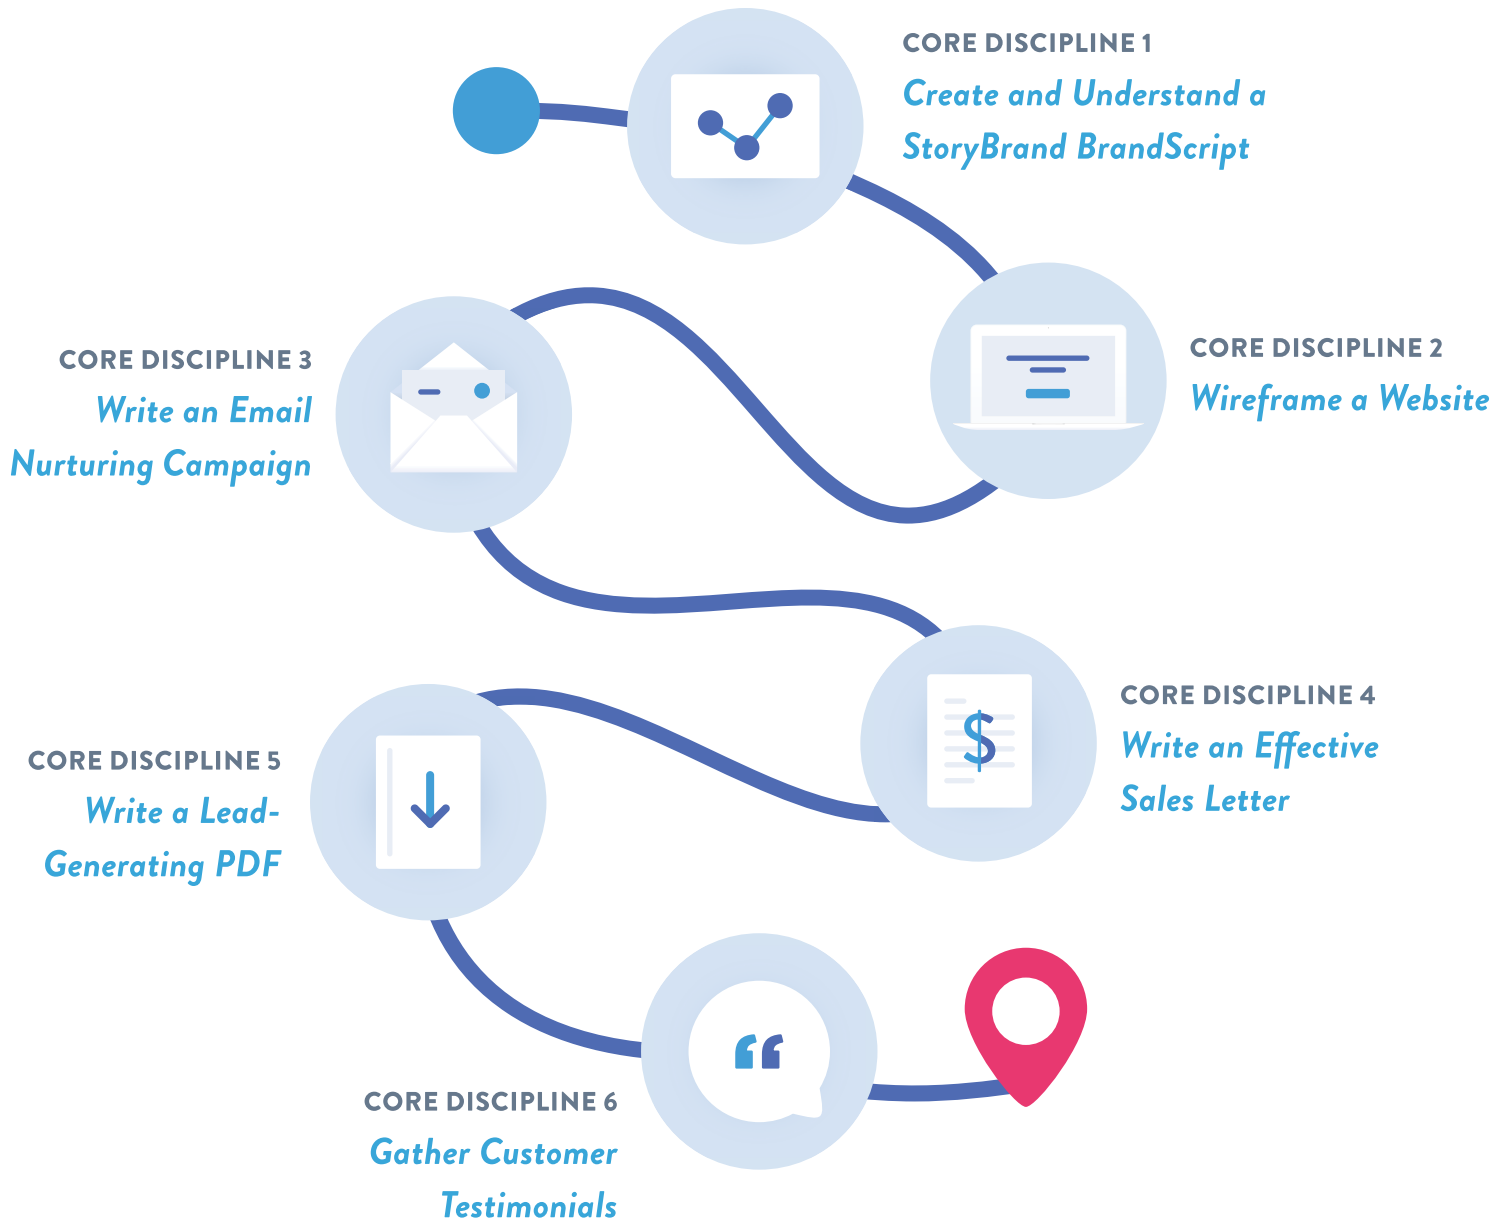 CORE DISCIPLINE 1
Create and Understand a
StoryBrand BrandScript
CORE DISCIPLINE 2
Wireframe a Website
CORE DISCIPLINE 3
Write an Email
Nurturing Campaign
CORE DISCIPLINE 4
Write an Effective
Sales Letter
CORE DISCIPLINE 5
Write a Lead-
Generating PDF
CORE DISCIPLINE 6
Gather Customer
Testimonials